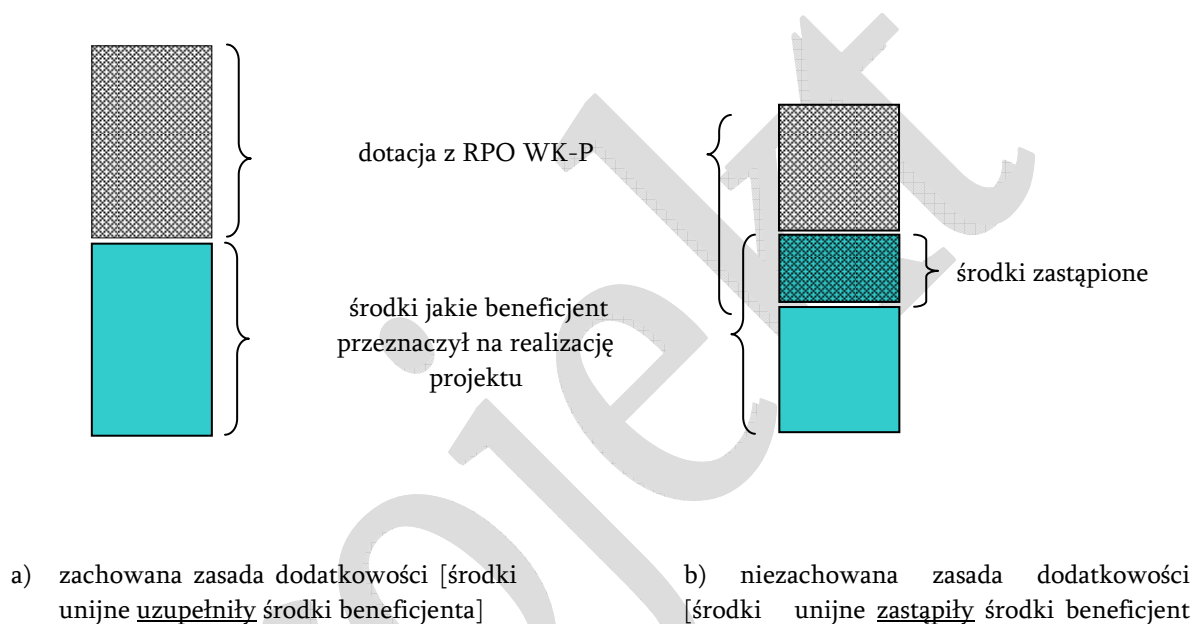 dotacja z RPO WK-P
środki zastąpione
środki jakie beneficjent
przeznaczył na realizację
projektu
a) zachowana zasada dodatkowości [środki
unijne uzupełniły środki beneficjenta]
b) niezachowana zasada dodatkowości
[środki unijne zastąpiły środki beneficjent